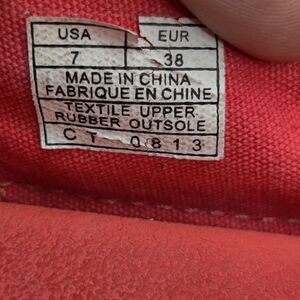 USA EUR
7 38
MADE IN CHINA
FABRIQUE EN CHINE
TEXTILE UPPER
RUBBER OUTSOLE
CT 0813